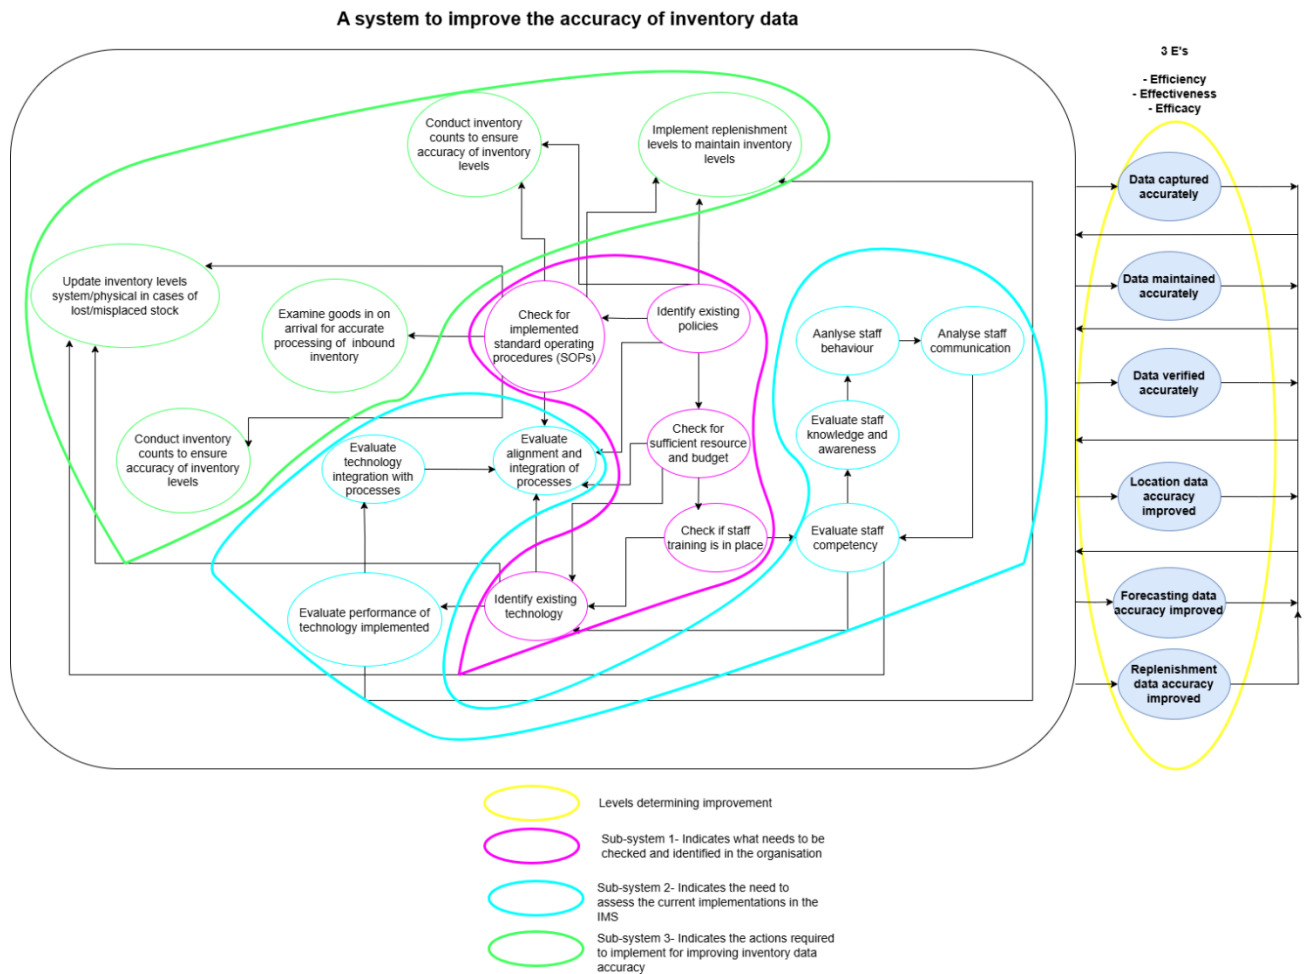 A system to improve the accuracy of inventory data
3 E's
- Efficiency
- Effectiveness
- Efficacy
Conduct inventory
counts to ensure
accuracy of inventory
levels
Implement replenishment
levels to maintain inventory
levels
Data captured
accurately
Update inventory levels
system/physical in cases of
lost/misplaced stock
Examine goods in on
arrival for accurate
processing of inbound
inventory
Check for
implemented
standard operating
procedures (SOPs)
Identify existing
policies
Aanlyse staff
behaviour
Analyse staff
communication
Data maintained
accurately
Data verified
accurately
Conduct inventory
counts to ensure
accuracy of inventory
levels
Evaluate
technology
integration with
processes
Evaluate
alignment and
integration of
processes
Check for
sufficient resource
and budget
Evaluate staff
knowledge and
awareness
Location data
accuracy
improved
Check if staff
training is in place
Evaluate staff
competency
Evaluate performance of
technology implemented
Identify existing
technology
Forecasting data
accuracy improved
Replenishment
data accuracy
improved
Levels determining improvement
Sub-system 1- Indicates what needs to be
checked and identified in the organisation
Sub-system 2- Indicates the need to
assess the current implementations in the
IMS
Sub-system 3- Indicates the actions required
to implement for improving inventory data
accuracy